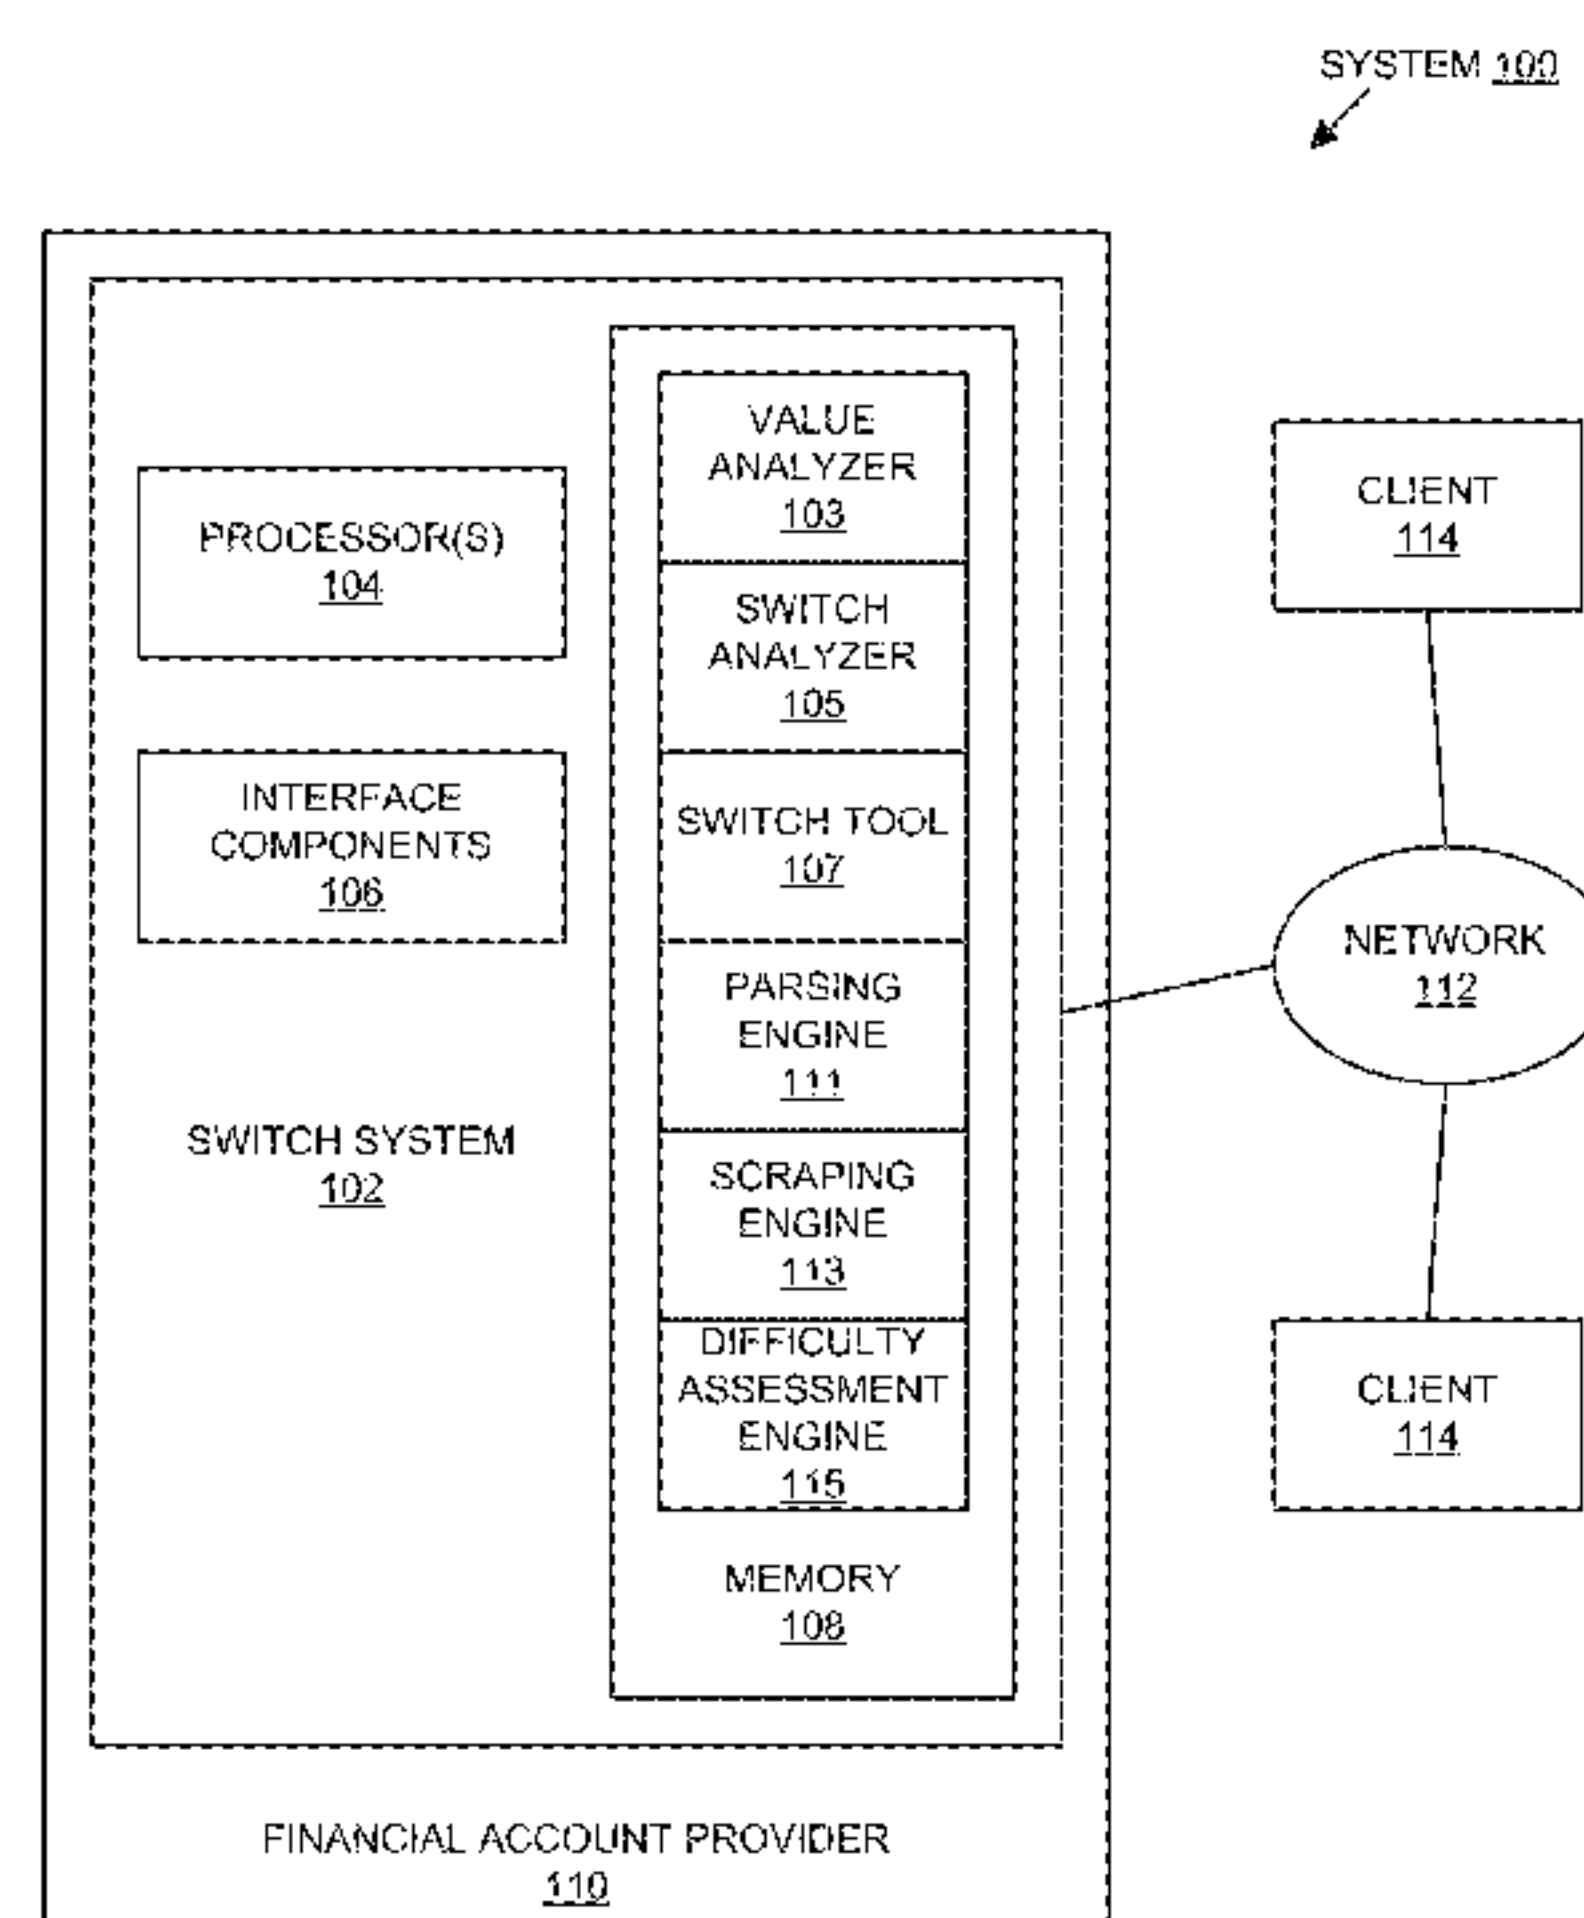 SYSTEM 100
VALUE
ANALYZER
103
PROCESSOR(S)
104
SWITCH
ANALYZER
105
INTERFACE
COMPONENTS
106
SWITCH TOOL
107
PARSING
ENGINE
111
SWITCH SYSTEM
102
SCRAPING
ENGINE
113
DIFFICULTY
ASSESSMENT
ENGINE
115
MEMORY
108
FINANCIAL ACCOUNT PROVIDER
110
CLIENT
114
NETWORK
112
CLIENT
114